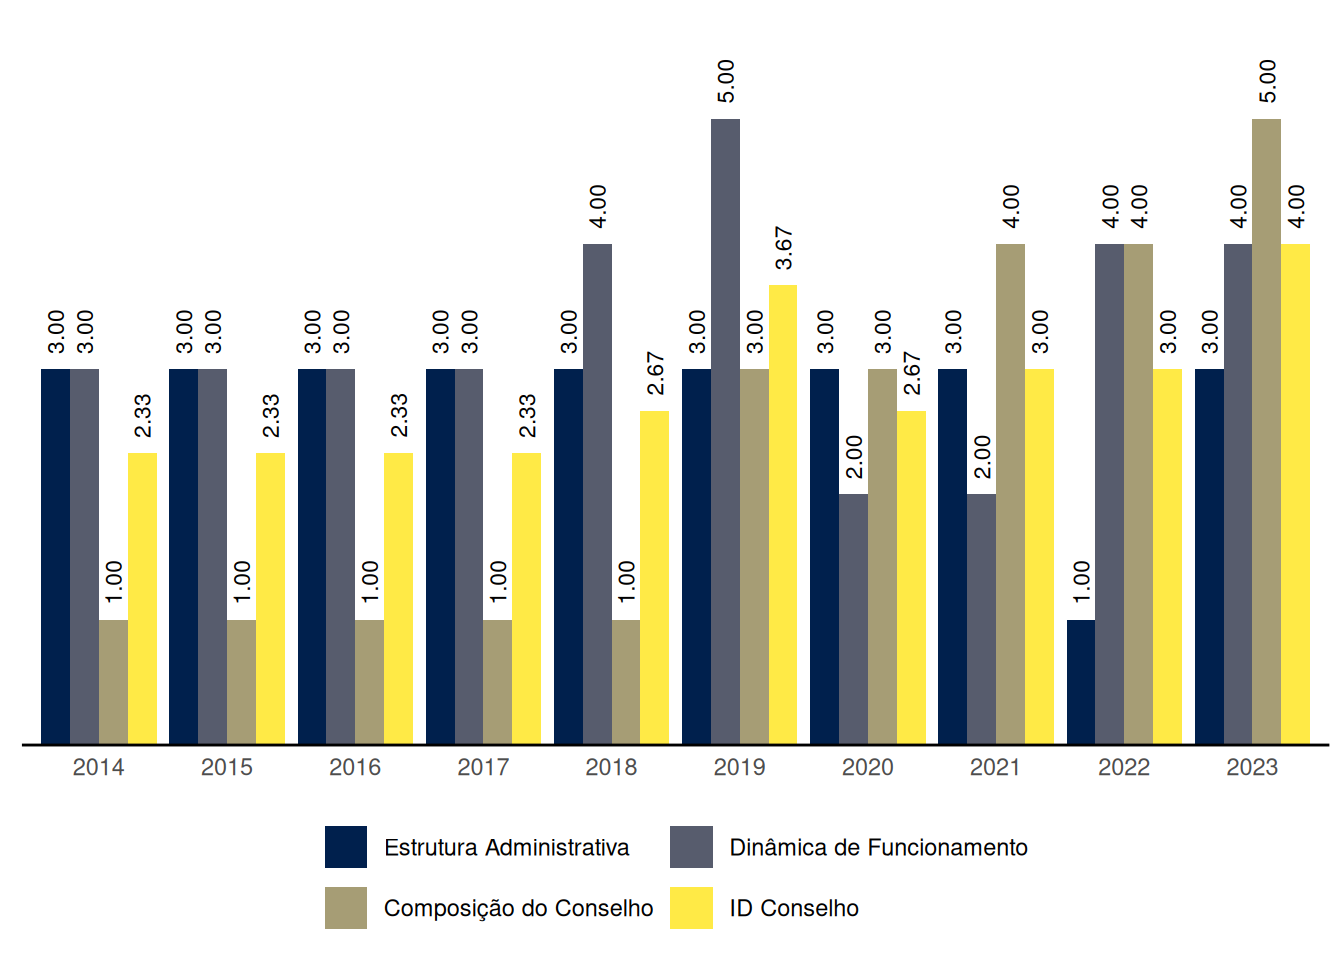 3.00 3.00 1.00 2.33 3.00 3.00 1.00 2.33 3.00 3.00 1.00 2.33 3.00 3.00 1.00 2.33 3.00 4.00 1.00 2.67 3.00 5.00 3.00 3.67 3.00 2.00 3.00 2.67 3.00 2.00 4.00 3.00 1.00 4.00 4.00 3.00 3.00 4.00 5.00 4.00
2014 2015 2016 2017 2018 2019 2020 2021 2022 2023
Estrutura Administrativa Dinâmica de Funcionamento
Composição do Conselho ID Conselho